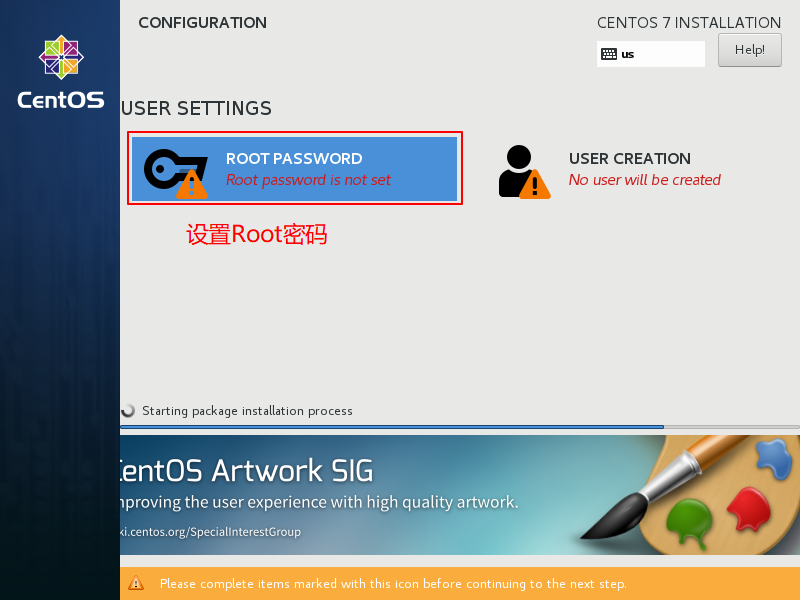 CONFIGURATION
CENTOS 7 INSTALLATION
us
Help!
CentOS
USER SETTINGS
ROOT PASSWORD
Root password is not set
USER CREATION
No user will be created
设置Root密码
Starting package installation process
CentOS Artwork SIG
mproving the user experience with high quality artwork.
ki.centos.org/SpecialInterestGroup
Please complete items marked with this icon before continuing to the next step.